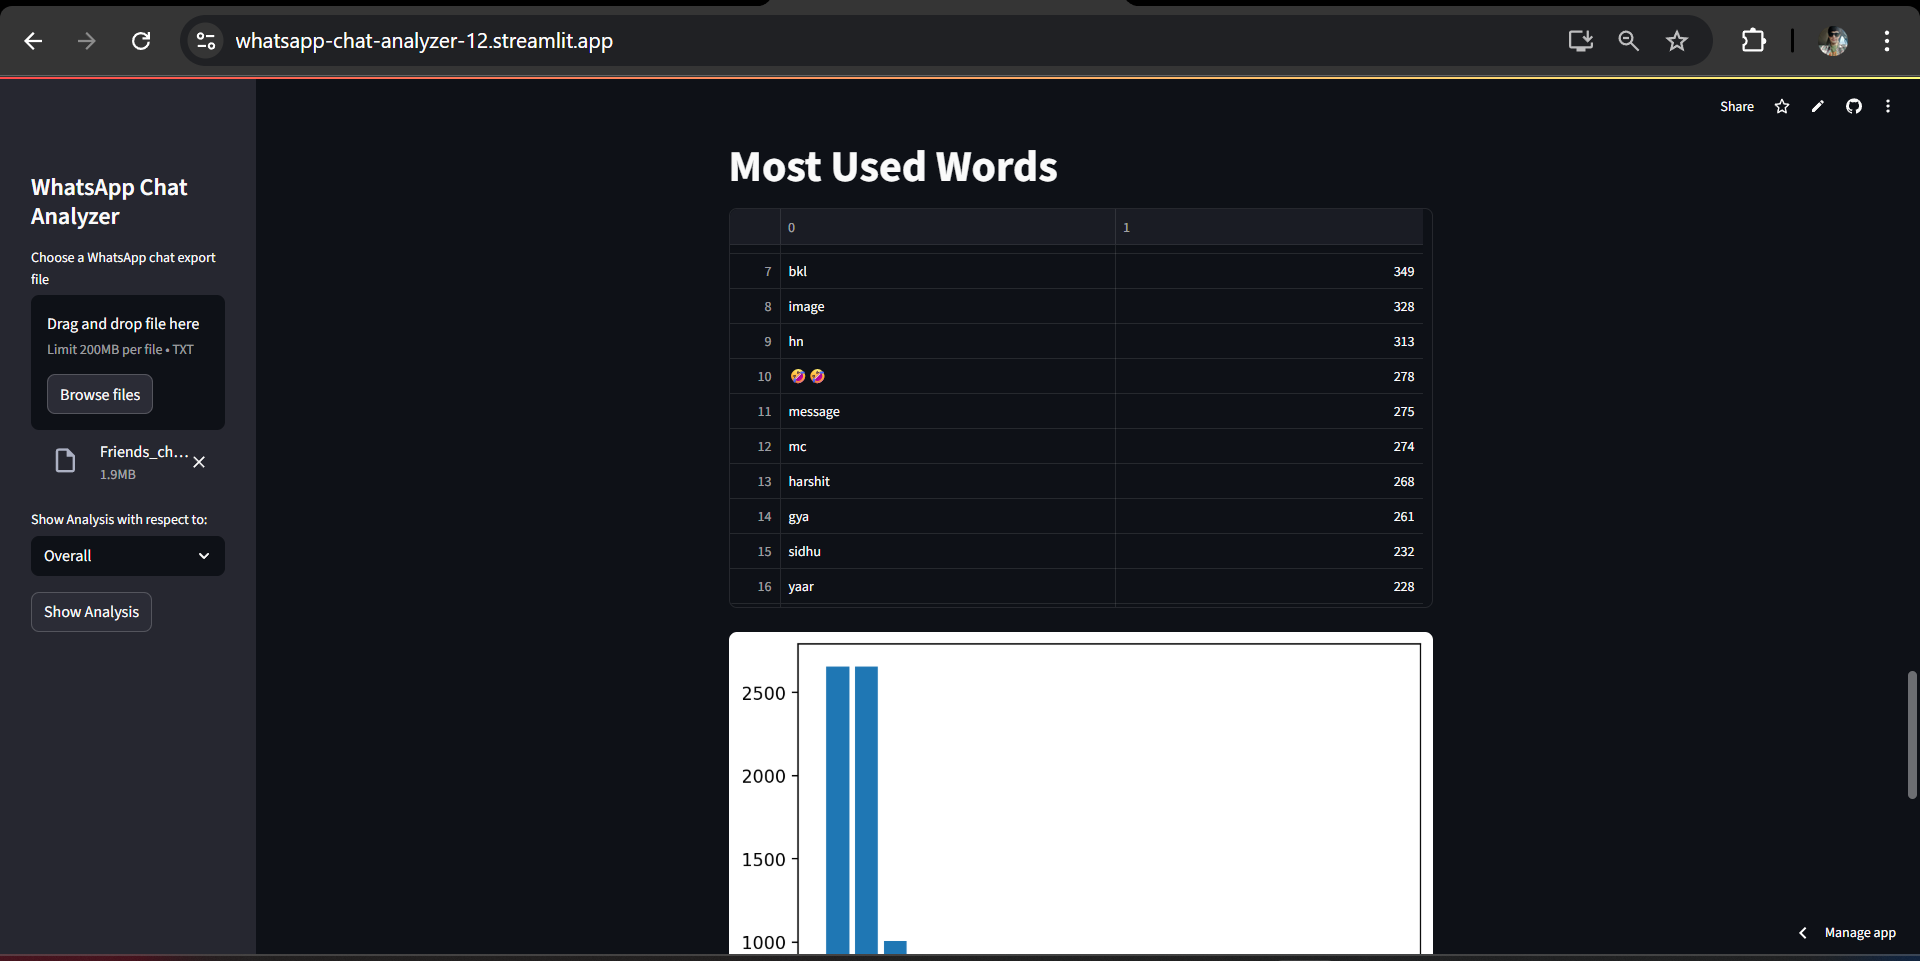 whatsapp-chat-analyzer-12.streamlit.app
Share
WhatsApp Chat
Analyzer
Choose a WhatsApp chat export
file
Drag and drop file here
Limit 200MB per file • TXT
Browse files
Friends_ch...
1.9MB
Show Analysis with respect to:
Overall
Show Analysis
Most Used Words
0 1
7 bkl 349
8 image 328
9 hn 313
10 🤣🤣 278
11 message 275
12 mc 274
13 harshit 268
14 gya 261
15 sidhu 232
16 yaar 228
2500
2000
1500
1000
Manage app